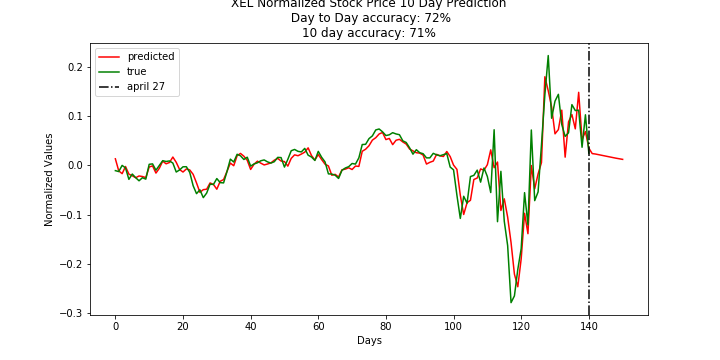 XEL Normalized Stock Price 10 Day Prediction
Day to Day accuracy: 72%
10 day accuracy: 71%
predicted
true
april 27
Normalized Values
0.2
0.1
0.0
−0.1
−0.2
−0.3
0
20
40
60
80
100
120
140
Days